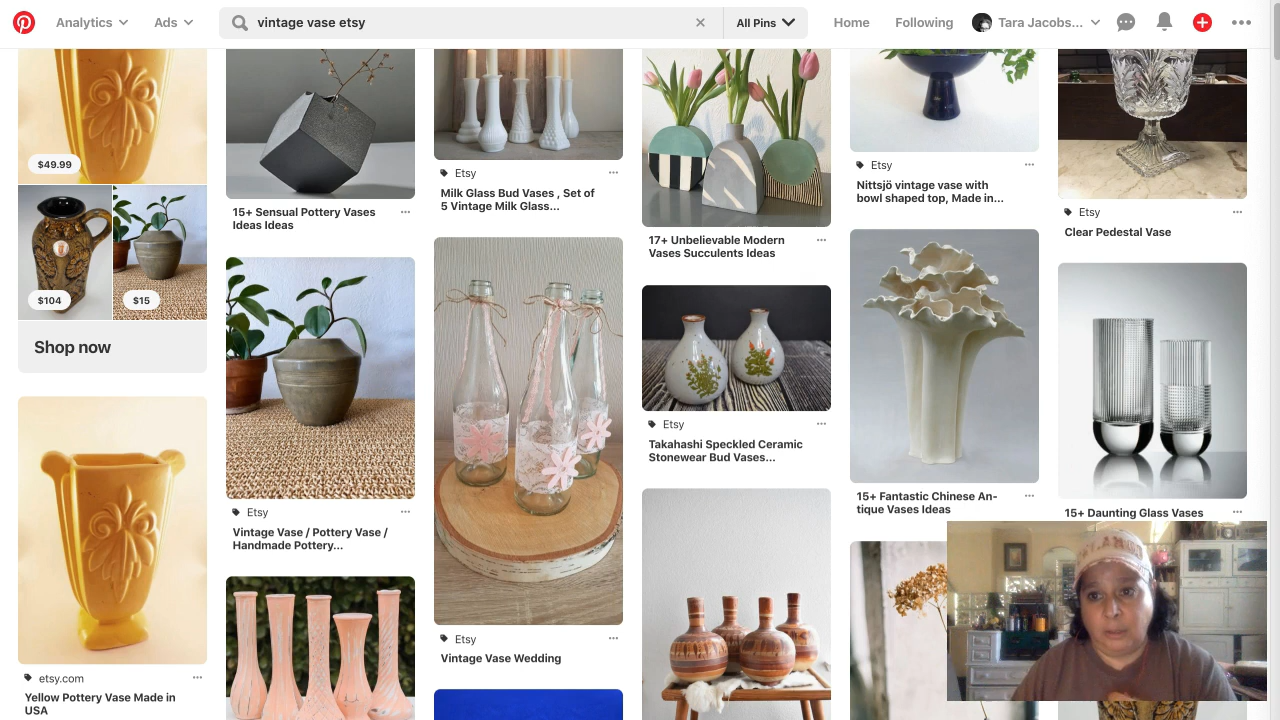 Analytics
Ads
vintage vase etsy
All Pins
Home
Following
Tara Jacobs...
$49.99
$104
$15
Shop now
etsy.com
Yellow Pottery Vase Made in
USA
15+ Sensual Pottery Vases
Ideas Ideas
Etsy
Vintage Vase / Pottery Vase /
Handmade Pottery...
Etsy
Milk Glass Bud Vases , Set of
5 Vintage Milk Glass...
Etsy
Vintage Vase Wedding
17+ Unbelievable Modern
Vases Succulents Ideas
Etsy
Takahashi Speckled Ceramic
Stonewear Bud Vases...
Etsy
Nittsjö vintage vase with
bowl shaped top, Made in...
15+ Fantastic Chinese An-
tique Vases Ideas
Etsy
Clear Pedestal Vase
15+ Daunting Glass Vases